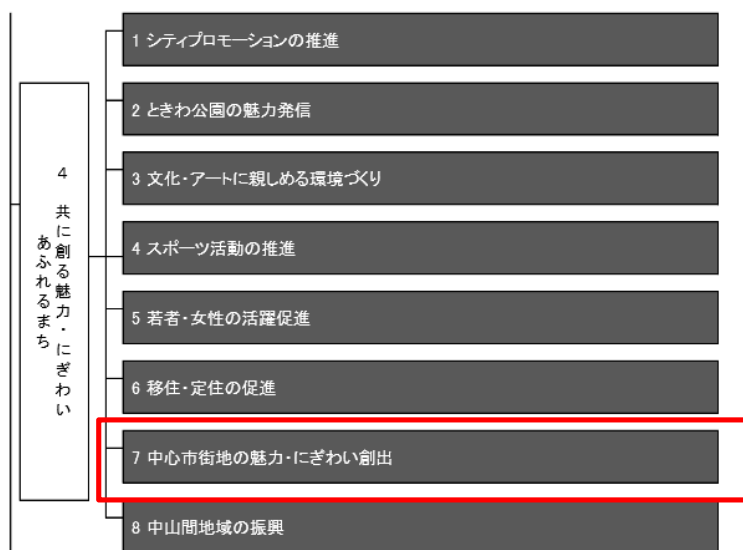 4 共に創る魅力・にぎわい
あふれるまち
1 シティプロモーションの推進
2 ときわ公園の魅力発信
3 文化・アートに親しめる環境づくり
4 スポーツ活動の推進
5 若者・女性の活躍促進
6 移住・定住の促進
7 中心市街地の魅力・にぎわい創出
8 中山間地域の振興